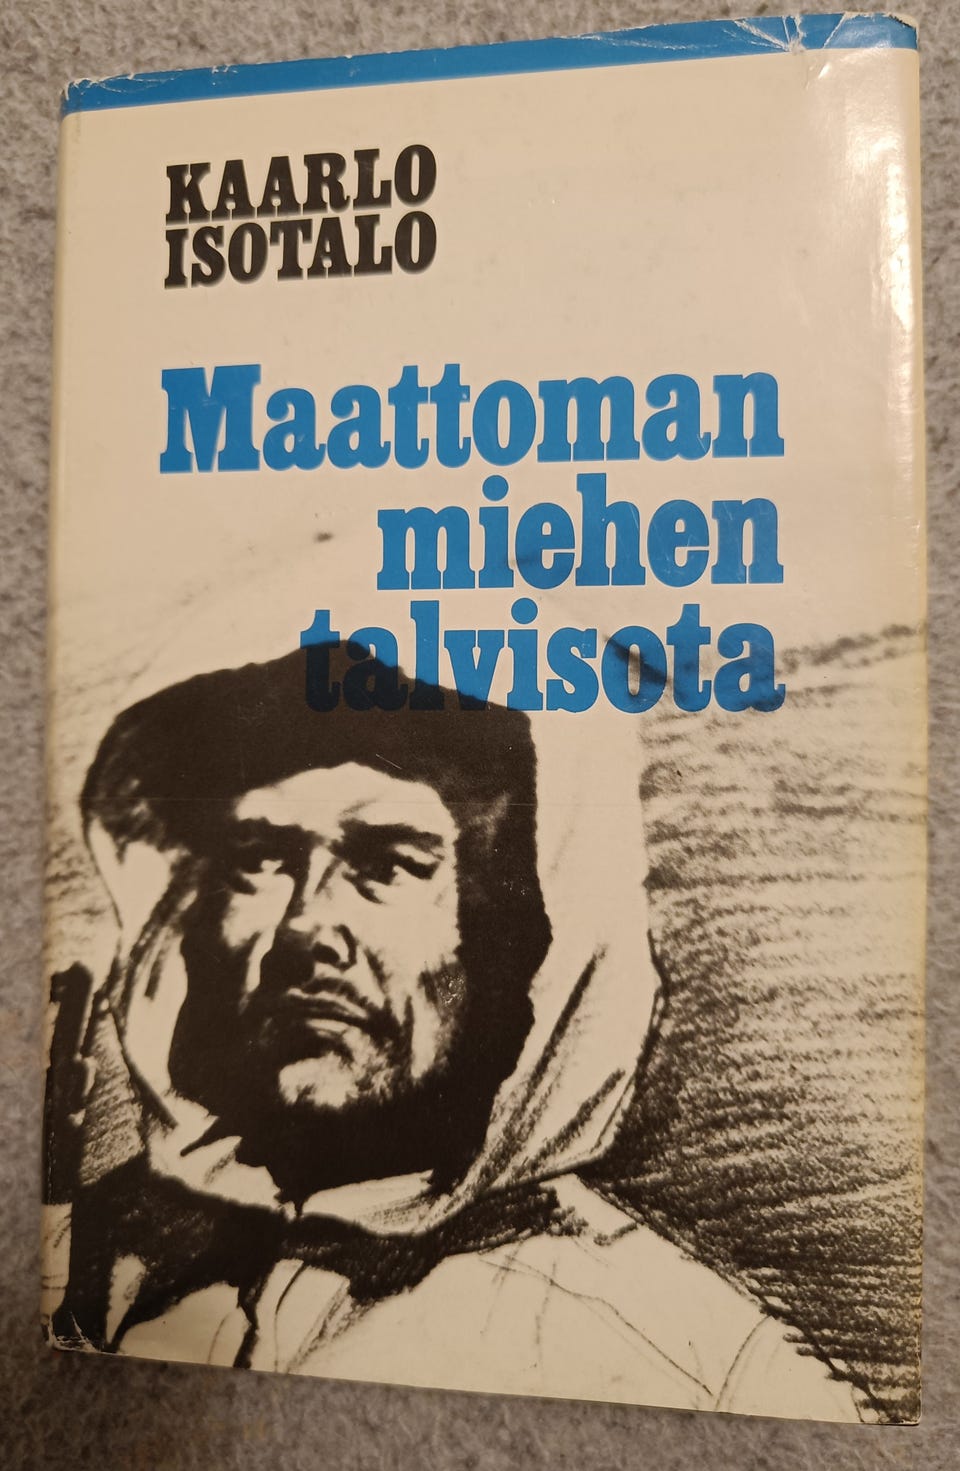 KAARLO
ISOTALO
Maattoman
miehen
talvisota